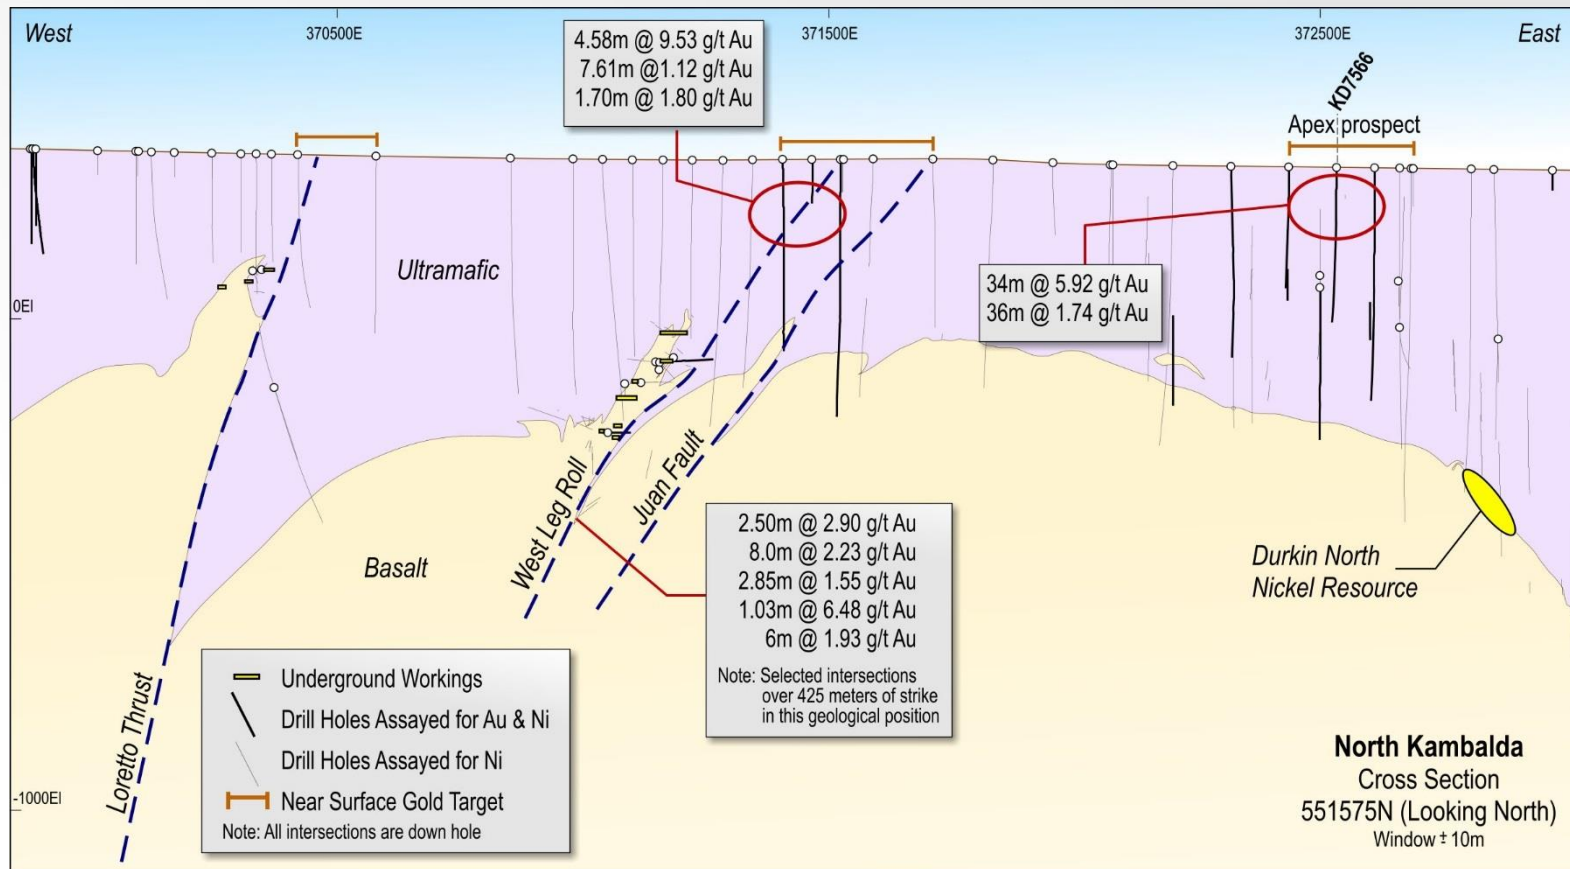 West
370500E
371500E
372500E
East
4.58m @ 9.53 g/t Au
7.61m @1.12 g/t Au
1.70m @ 1.80 g/t Au
KD7566
Apex prospect
Ultramafic
34m @ 5.92 g/t Au
36m @ 1.74 g/t Au
0El
West Leg Roll
Juan Fault
Basalt
2.50m @ 2.90 g/t Au
8.0m @ 2.23 g/t Au
2.85m @ 1.55 g/t Au
1.03m @ 6.48 g/t Au
6m @ 1.93 g/t Au
Note: Selected intersections
over 425 meters of strike
in this geological position
Durkin North
Nickel Resource
Loretto Thrust
Underground Workings
Drill Holes Assayed for Au & Ni
Drill Holes Assayed for Ni
Near Surface Gold Target
Note: All intersections are down hole
-1000El
North Kambalda
Cross Section
551575N (Looking North)
Window ± 10m